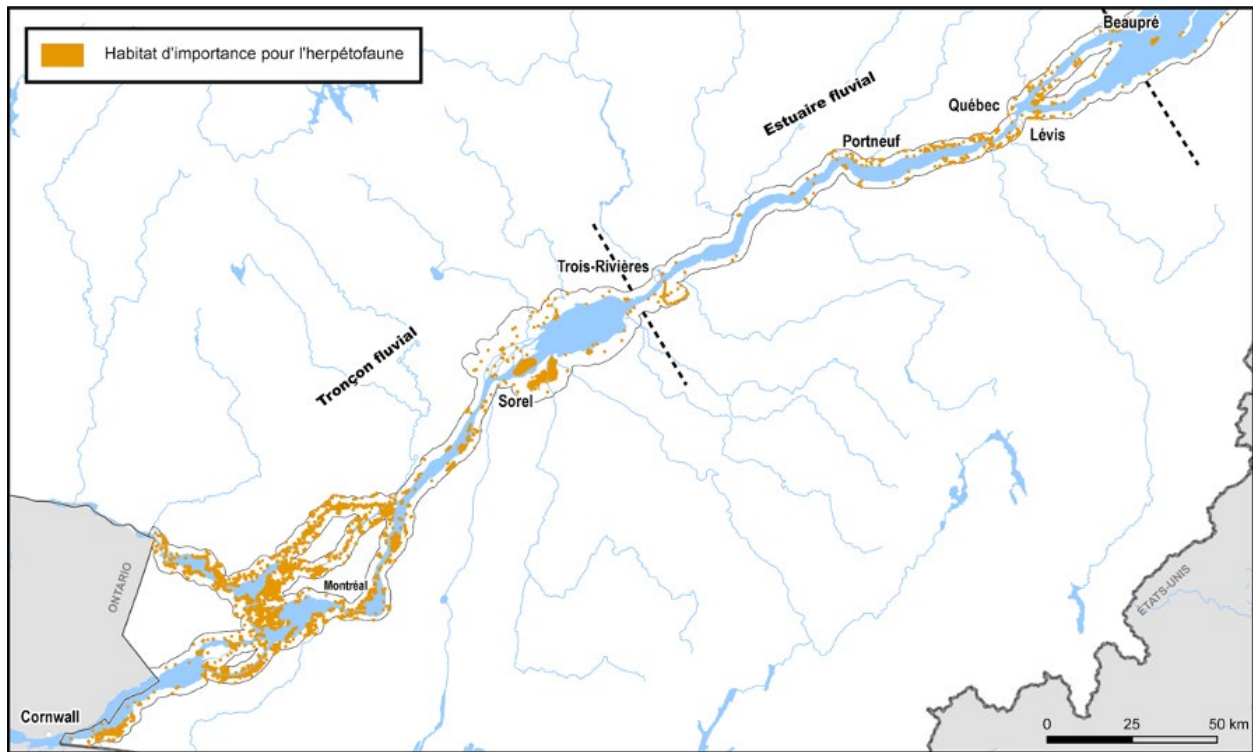 Habitat d'importance pour l'herpétofaune
Beaupré
Estuaire fluvial
Québec
Lévis
Portneuf
Trois-Rivières
Tronçon fluvial
Sorel
ONTARIO
Montréal
ÉTATS-UNIS
Cornwall
0 25 50 km